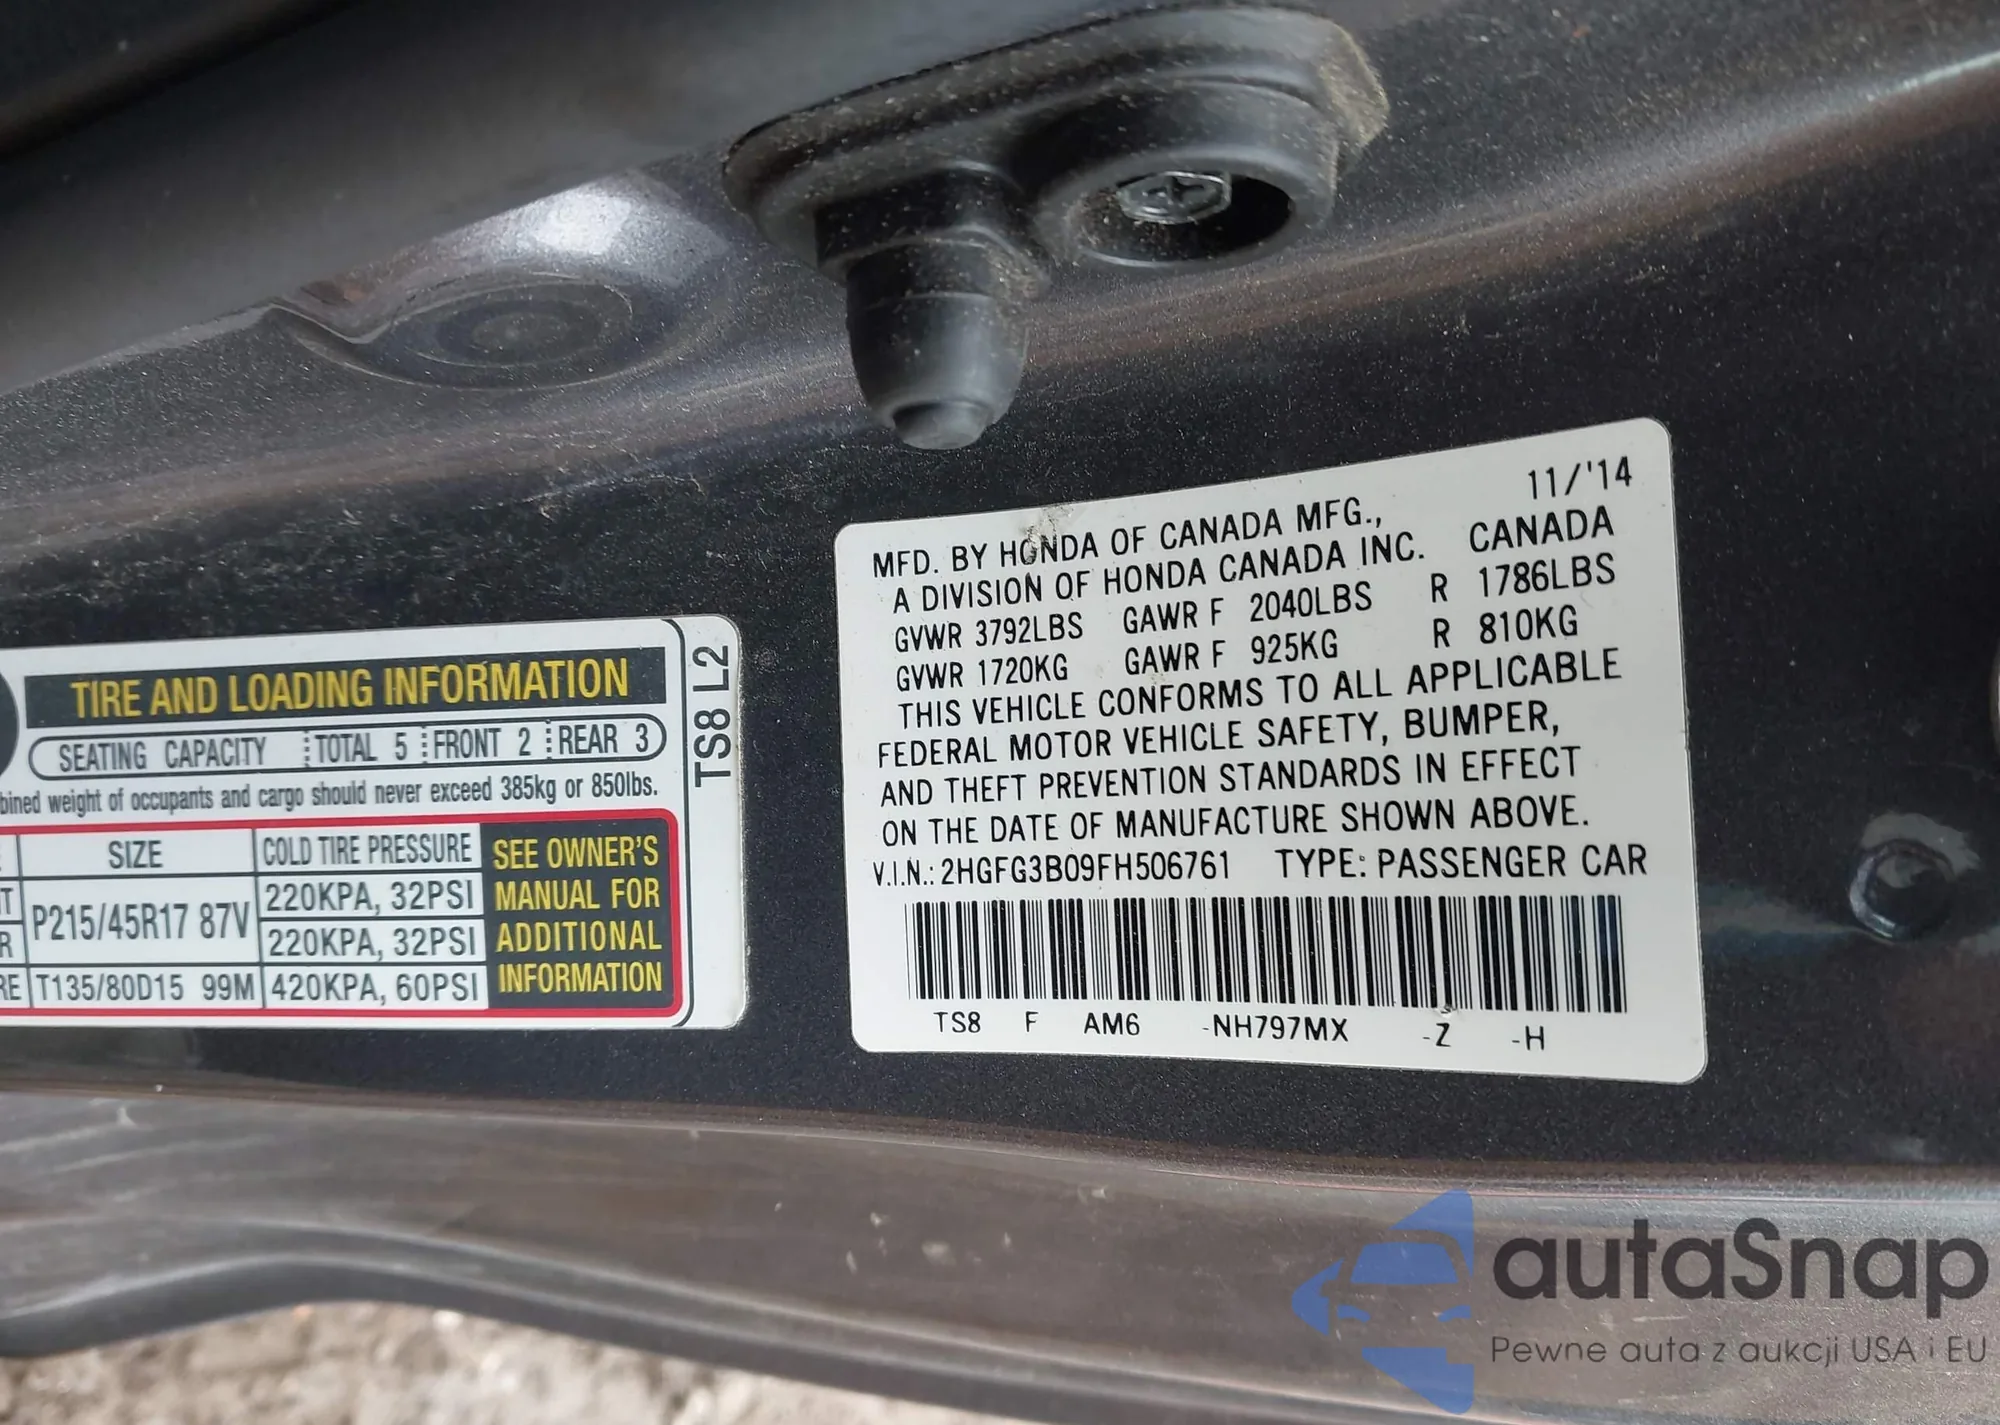 TIRE AND LOADING INFORMATION
SEATING CAPACITY TOTAL 5 FRONT 2 REAR 3
weight of occupants and cargo should never exceed 385kg or 850lbs.
SIZE COLD TIRE PRESSURE
P215/45R17 87V 220KPA, 32PSI
220KPA, 32PSI
T135/80D15 99M 420KPA, 60PSI
SEE OWNER'S
MANUAL FOR
ADDITIONAL
INFORMATION
TS8 L2
11/'14
MFD. BY HONDA OF CANADA MFG.,
A DIVISION OF HONDA CANADA INC. CANADA
GVWR 3792LBS GAWR F 2040LBS R 1786LBS
GVWR 1720KG GAWR F 925KG R 810KG
THIS VEHICLE CONFORMS TO ALL APPLICABLE
FEDERAL MOTOR VEHICLE SAFETY, BUMPER,
AND THEFT PREVENTION STANDARDS IN EFFECT
ON THE DATE OF MANUFACTURE SHOWN ABOVE.
V.I.N.: 2HGFG3B09FH506761 TYPE: PASSENGER CAR
TS8 F AM6 -NH797MX -Z -H
autaSnap
Pewne auta z aukcji USA i EU